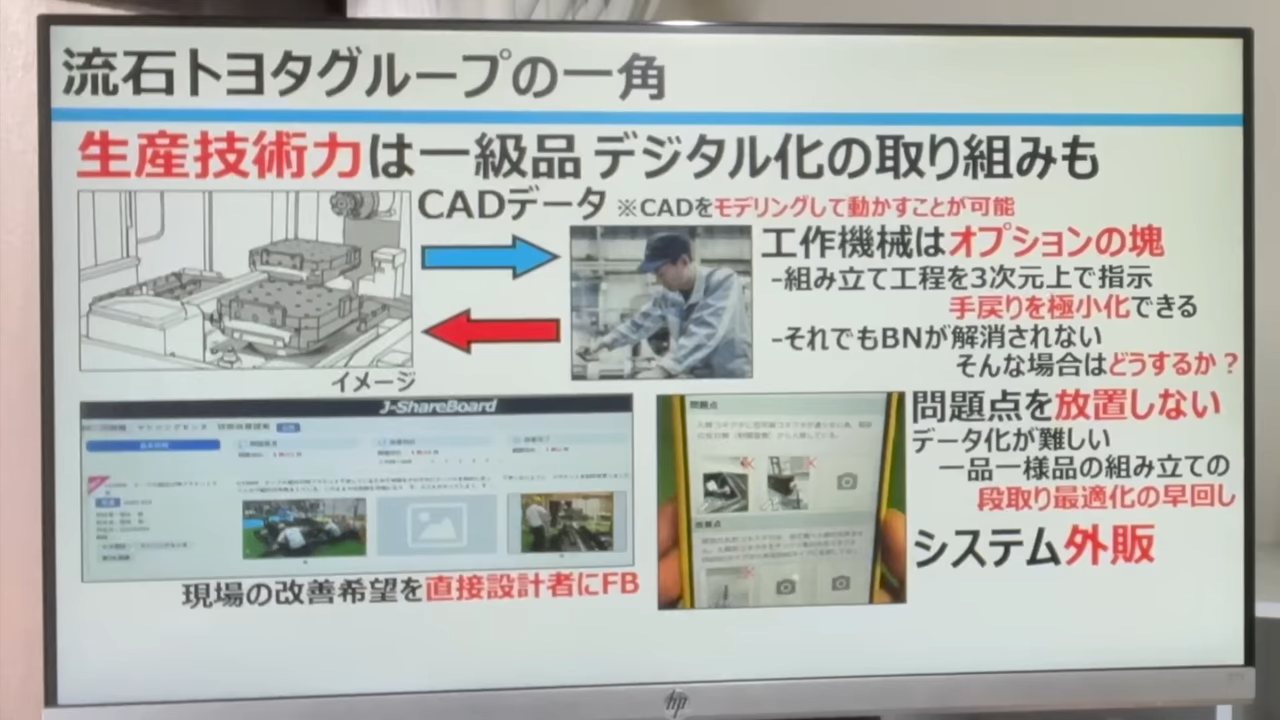 流石トヨタグループの一角
生産技術力は一級品 デジタル化の取り組みも
CADデータ ※CADをモデリングして動かすことが可能
工作機械はオプションの塊
-組み立て工程を3次元上で指示
手戻りを極小化できる
-それでもBNが解消されない
そんな場合はどうするか？
イメージ
J-ShareBoard
現場の改善希望を直接設計者にFB
問題点
問題点を放置しない
データ化が難しい
一品一様品の組み立ての
段取り最適化の早回し
システム外販
hp